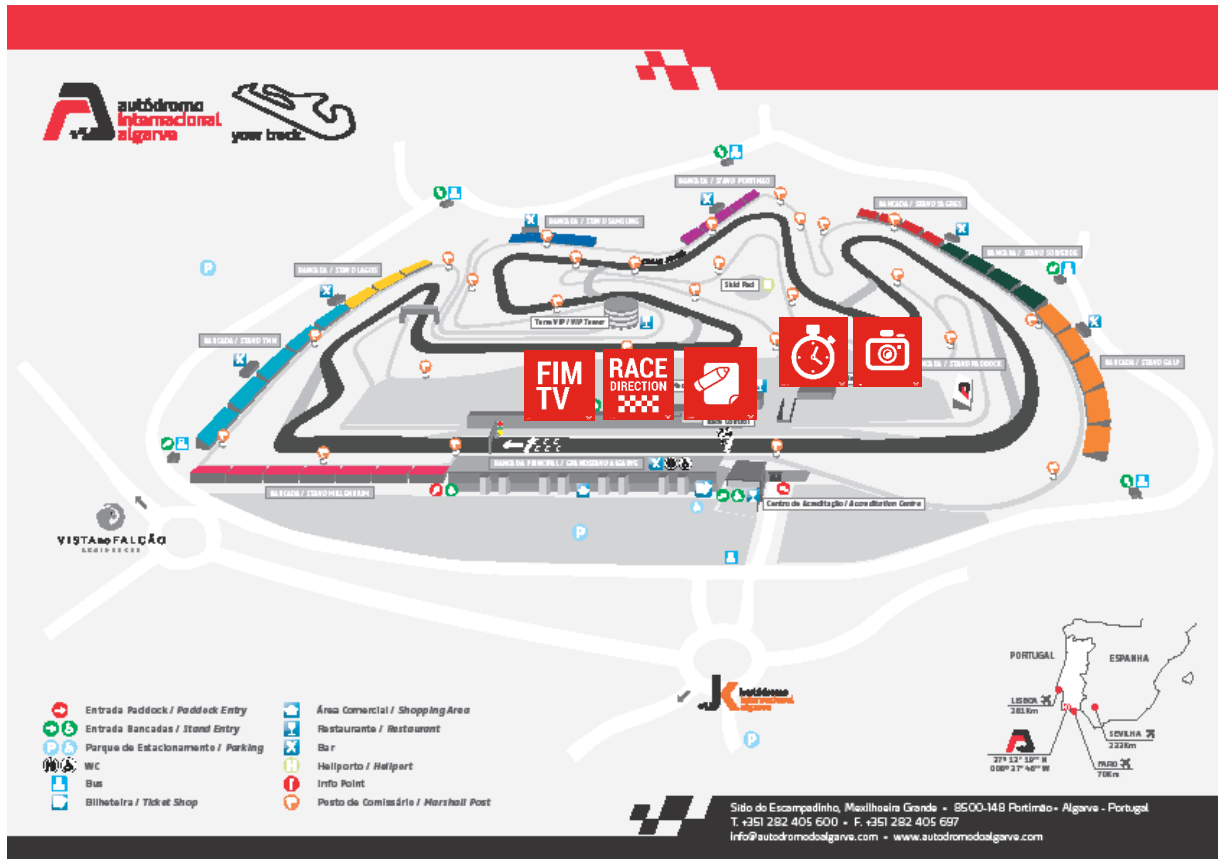 autódromo
internacional
algarve
your track.
BANCADA / STAND PORTIMÃO
BANCADA / STAND SAGRES
BANCADA / STAND SAMSUNG
BANCADA / STAND
BANCADA / STAND LAGOS
P
Skid Pad
Torre VIP / VIP Tower
BANCADA / STAND TMN
BANCADA / STAND GALP
BANCADA / STAND PADDOCK
FIM
TV
RACE
DIRECTION
Race Control
BANCADA PRINCIPAL / GRANDSTAND ALGARVE
BANCADA / STAND MILLENNIUM
Centro de Acreditação / Accreditation Centre
P
VISTA DO FALCÃO
RESIDENCES
PORTUGAL
ESPANHA
LISBOA
281Km
SEVILHA
223Km
FARO
70Km
kartódromo
internacional
algarve
P
Entrada Paddock / Paddock Entry
Entrada Bancadas / Stand Entry
Parque de Estacionamento / Parking
WC
Bus
Bilheteira / Ticket Shop
Área Comercial / Shopping Area
Restaurante / Restaurant
Bar
Heliporto / Heliport
Info Point
Posto de Comissário / Marshall Post
Sítio do Escampadinho, Mexilhoeira Grande - 8500-148 Portimão - Algarve - Portugal
T. +351 282 405 600 - F. +351 282 405 697
info@autodromodoalgarve.com - www.autodromodoalgarve.com